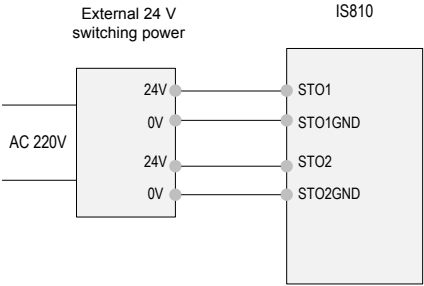 External 24 V
switching power
IS810
24V
STO1
0V
STO1GND
AC 220V
24V
STO2
0V
STO2GND